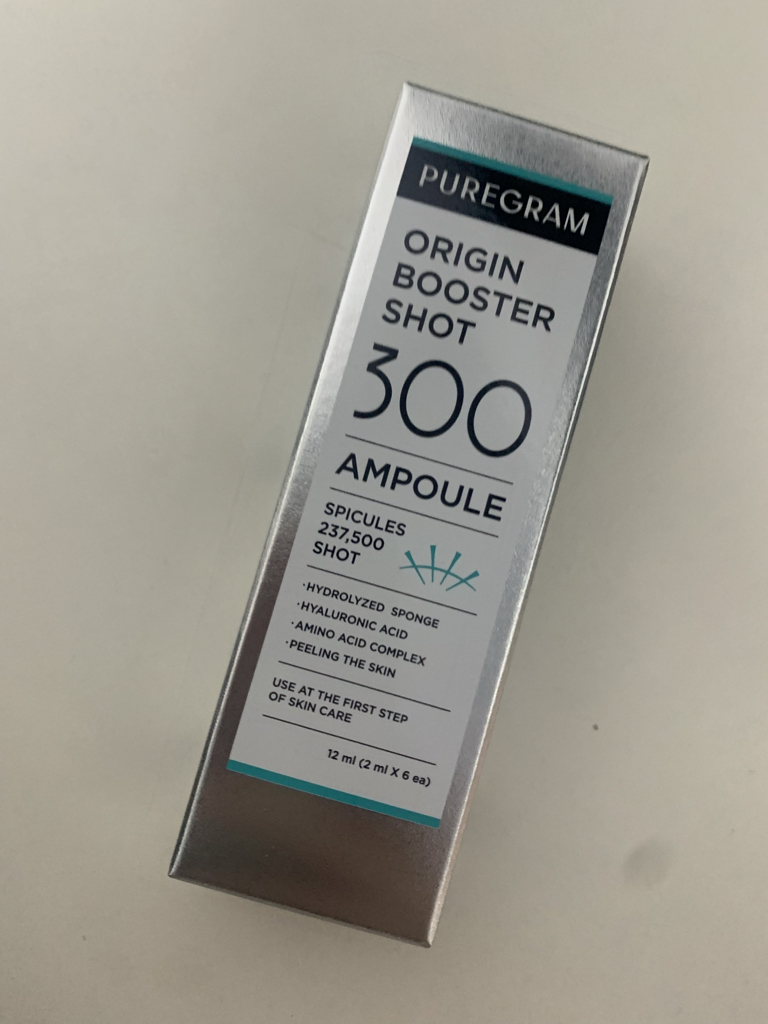 PUREGRAM
ORIGIN
BOOSTER
SHOT
300
AMPOULE
SPICULES
237,500
SHOT
·HYDROLYZED SPONGE
·HYALURONIC ACID
·AMINO ACID COMPLEX
·PEELING THE SKIN
USE AT THE FIRST STEP
OF SKIN CARE
12 ml (2 ml X 6 ea)